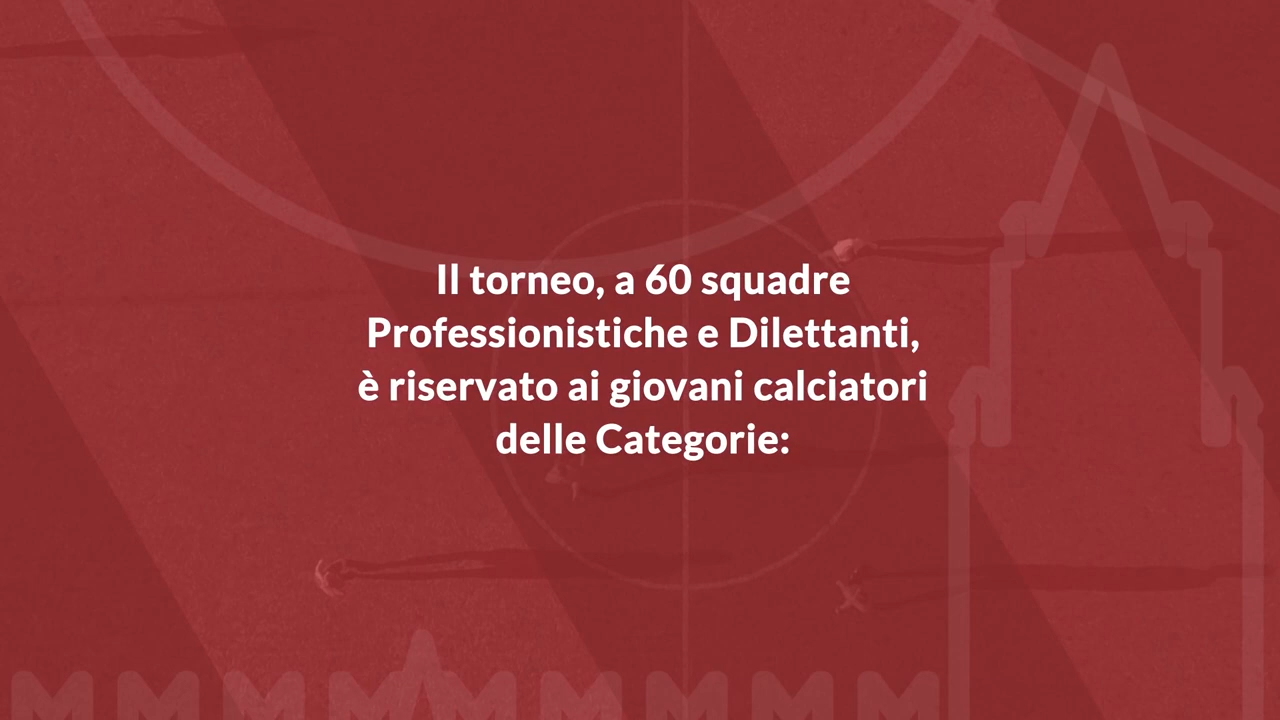 Il torneo, a 60 squadre
Professionistiche e Dilettanti,
è riservato ai giovani calciatori
delle Categorie: